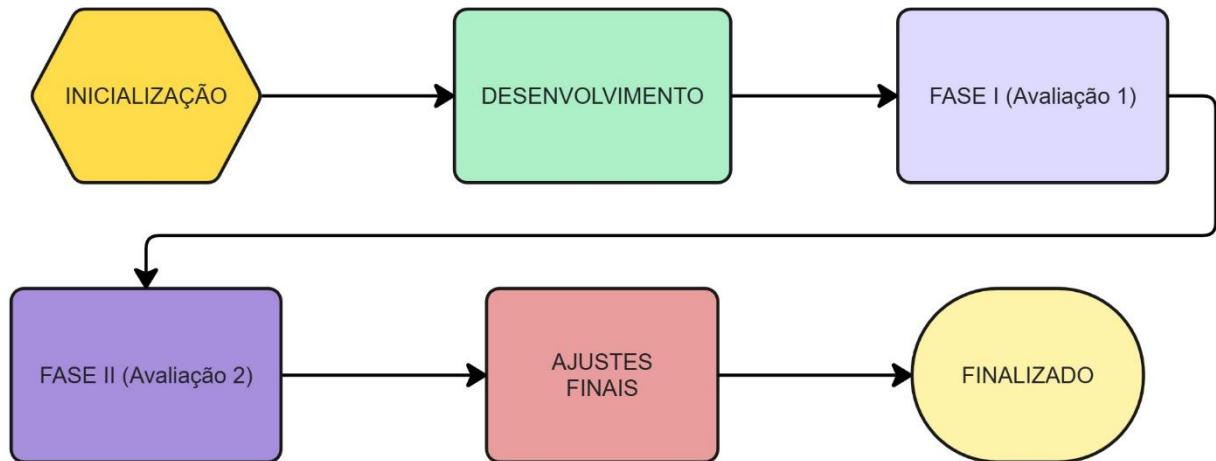 INICIALIZAÇÃO
DESENVOLVIMENTO
FASE I (Avaliação 1)
FASE II (Avaliação 2)
AJUSTES
FINAIS
FINALIZADO